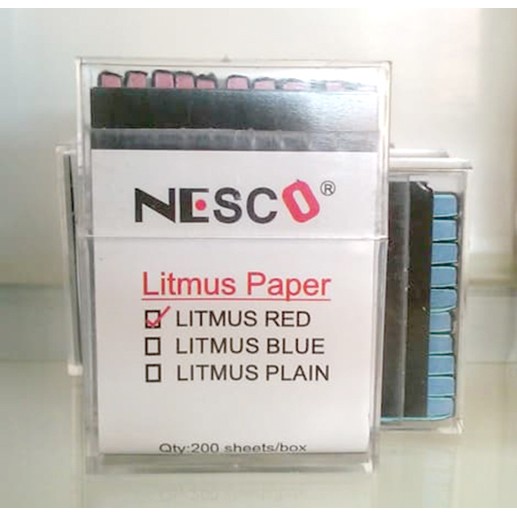 NESCO®
Litmus Paper
LITMUS RED
LITMUS BLUE
LITMUS PLAIN
Qty:200 sheets/box